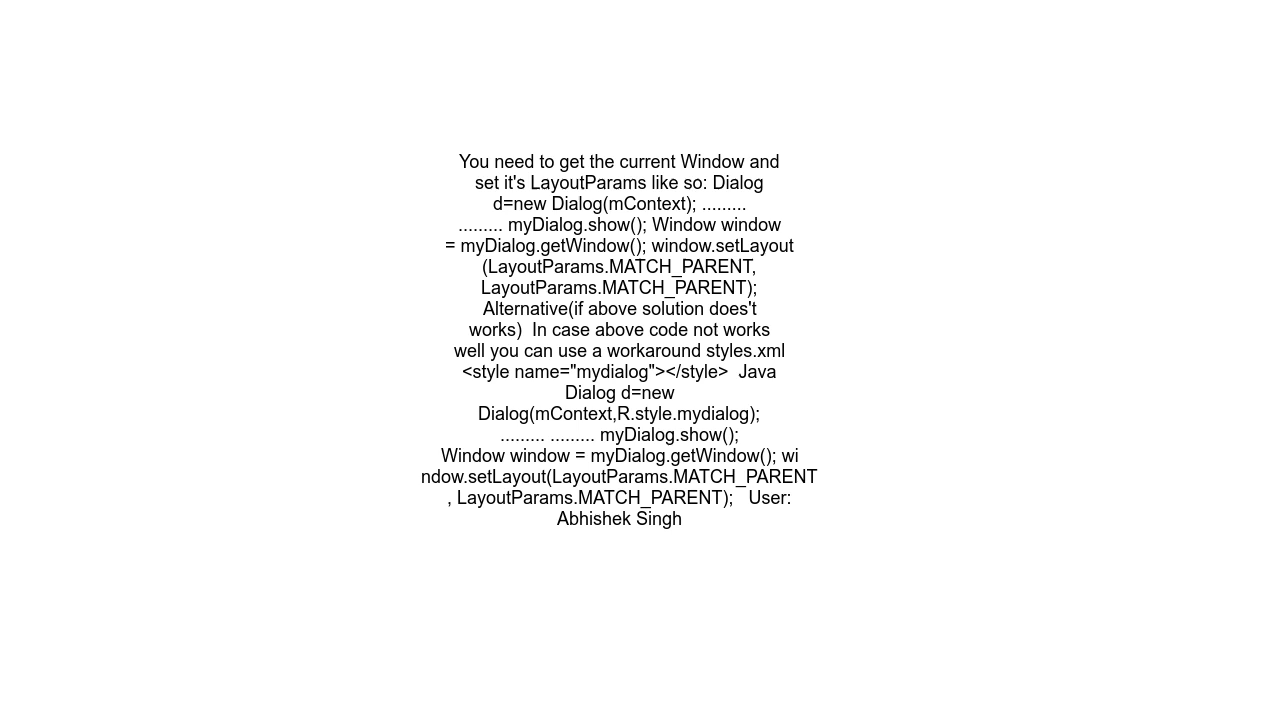 You need to get the current Window and
set it's LayoutParams like so: Dialog
d=new Dialog(mContext); .........
......... myDialog.show(); Window window
= myDialog.getWindow(); window.setLayout
(LayoutParams.MATCH_PARENT,
LayoutParams.MATCH_PARENT);
Alternative(if above solution does't
works)  In case above code not works
well you can use a workaround styles.xml
<style name="mydialog"></style>  Java
Dialog d=new
Dialog(mContext,R.style.mydialog);
......... ......... myDialog.show();
Window window = myDialog.getWindow(); wi
ndow.setLayout(LayoutParams.MATCH_PARENT
, LayoutParams.MATCH_PARENT);   User:
Abhishek Singh